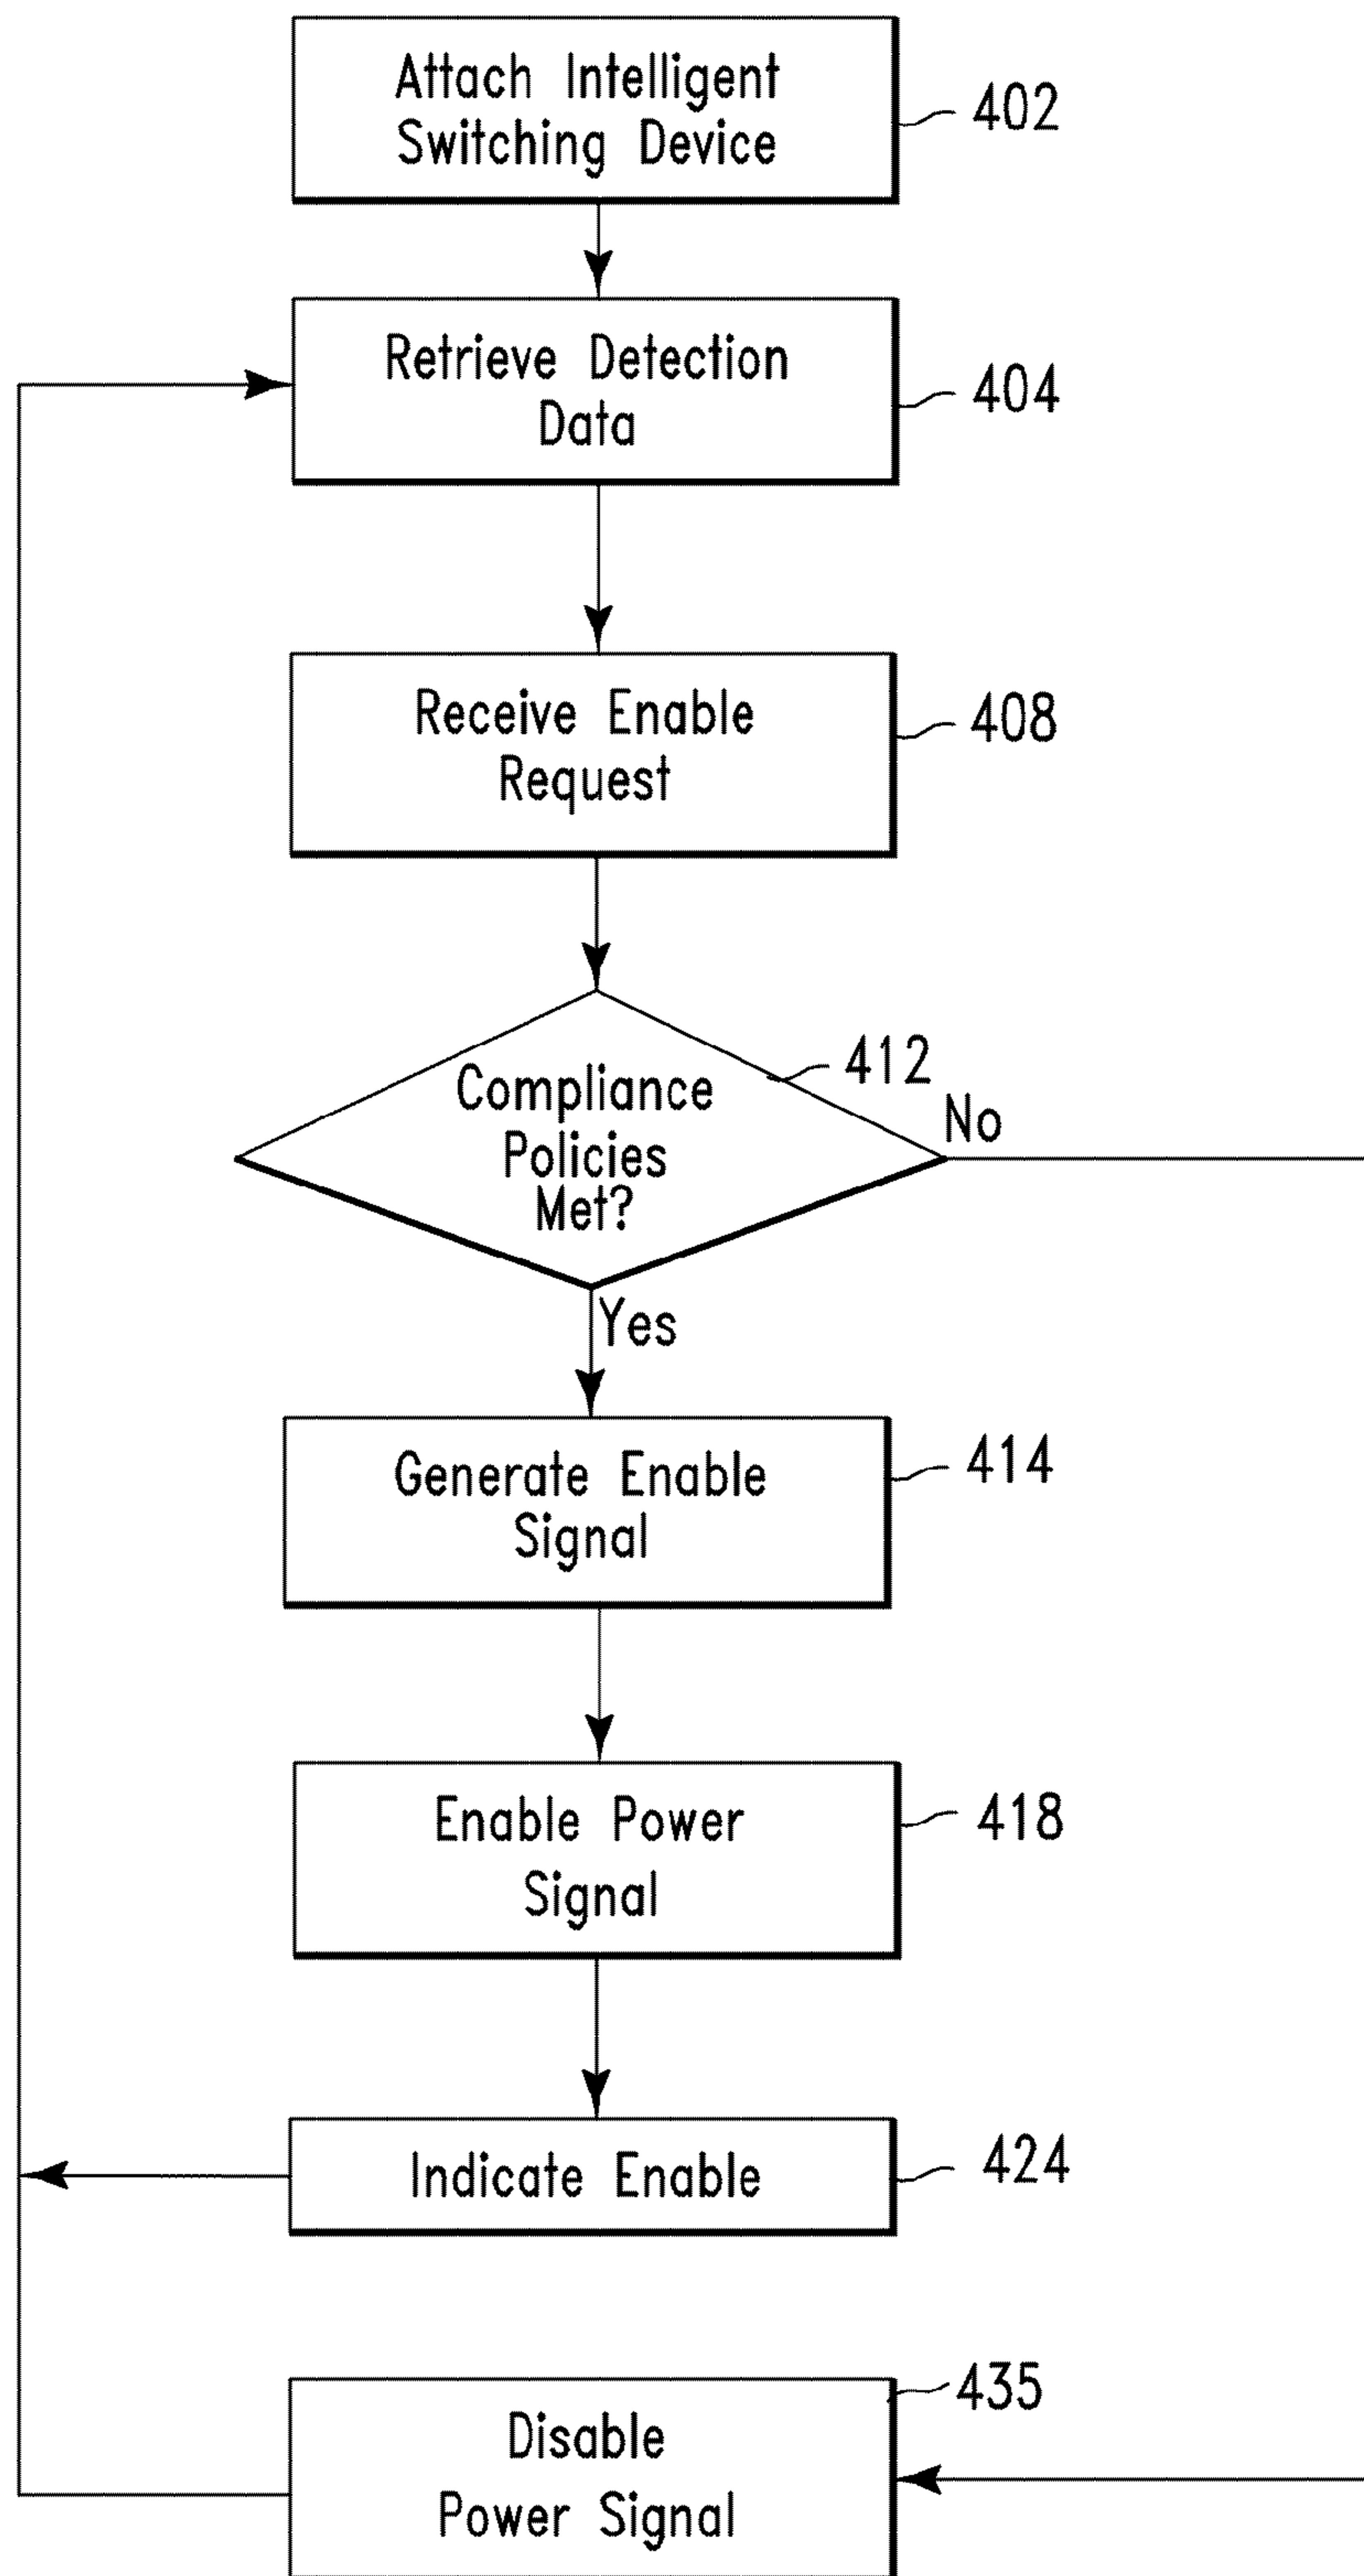 Attach Intelligent
Switching Device
402
Retrieve Detection
Data
404
Receive Enable
Request
408
412
Compliance
Policies
Met?
No
Yes
Generate Enable
Signal
414
Enable Power
Signal
418
Indicate Enable
424
435
Disable
Power Signal